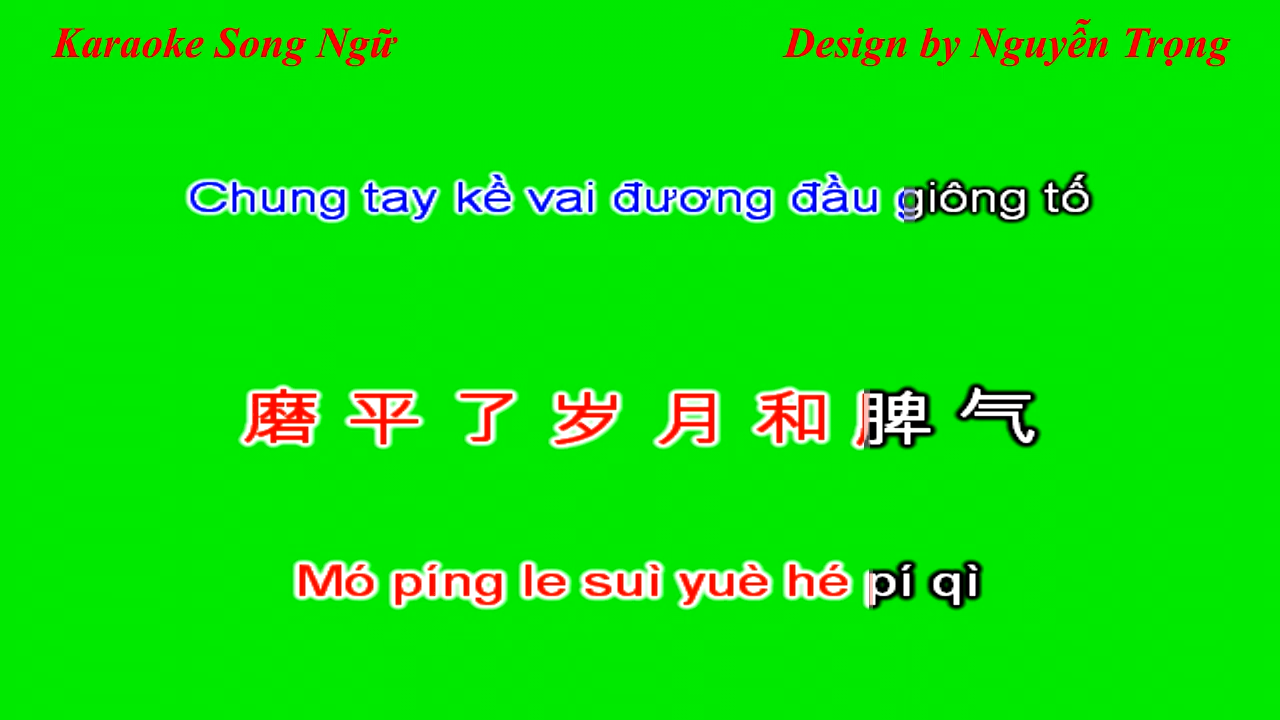 Karaoke Song Ngữ
Design by Nguyễn Trọng
Chung tay kề vai đương đầu giông tố
磨平了岁月和脾气
Mó píng le suì yuè hé pí qì